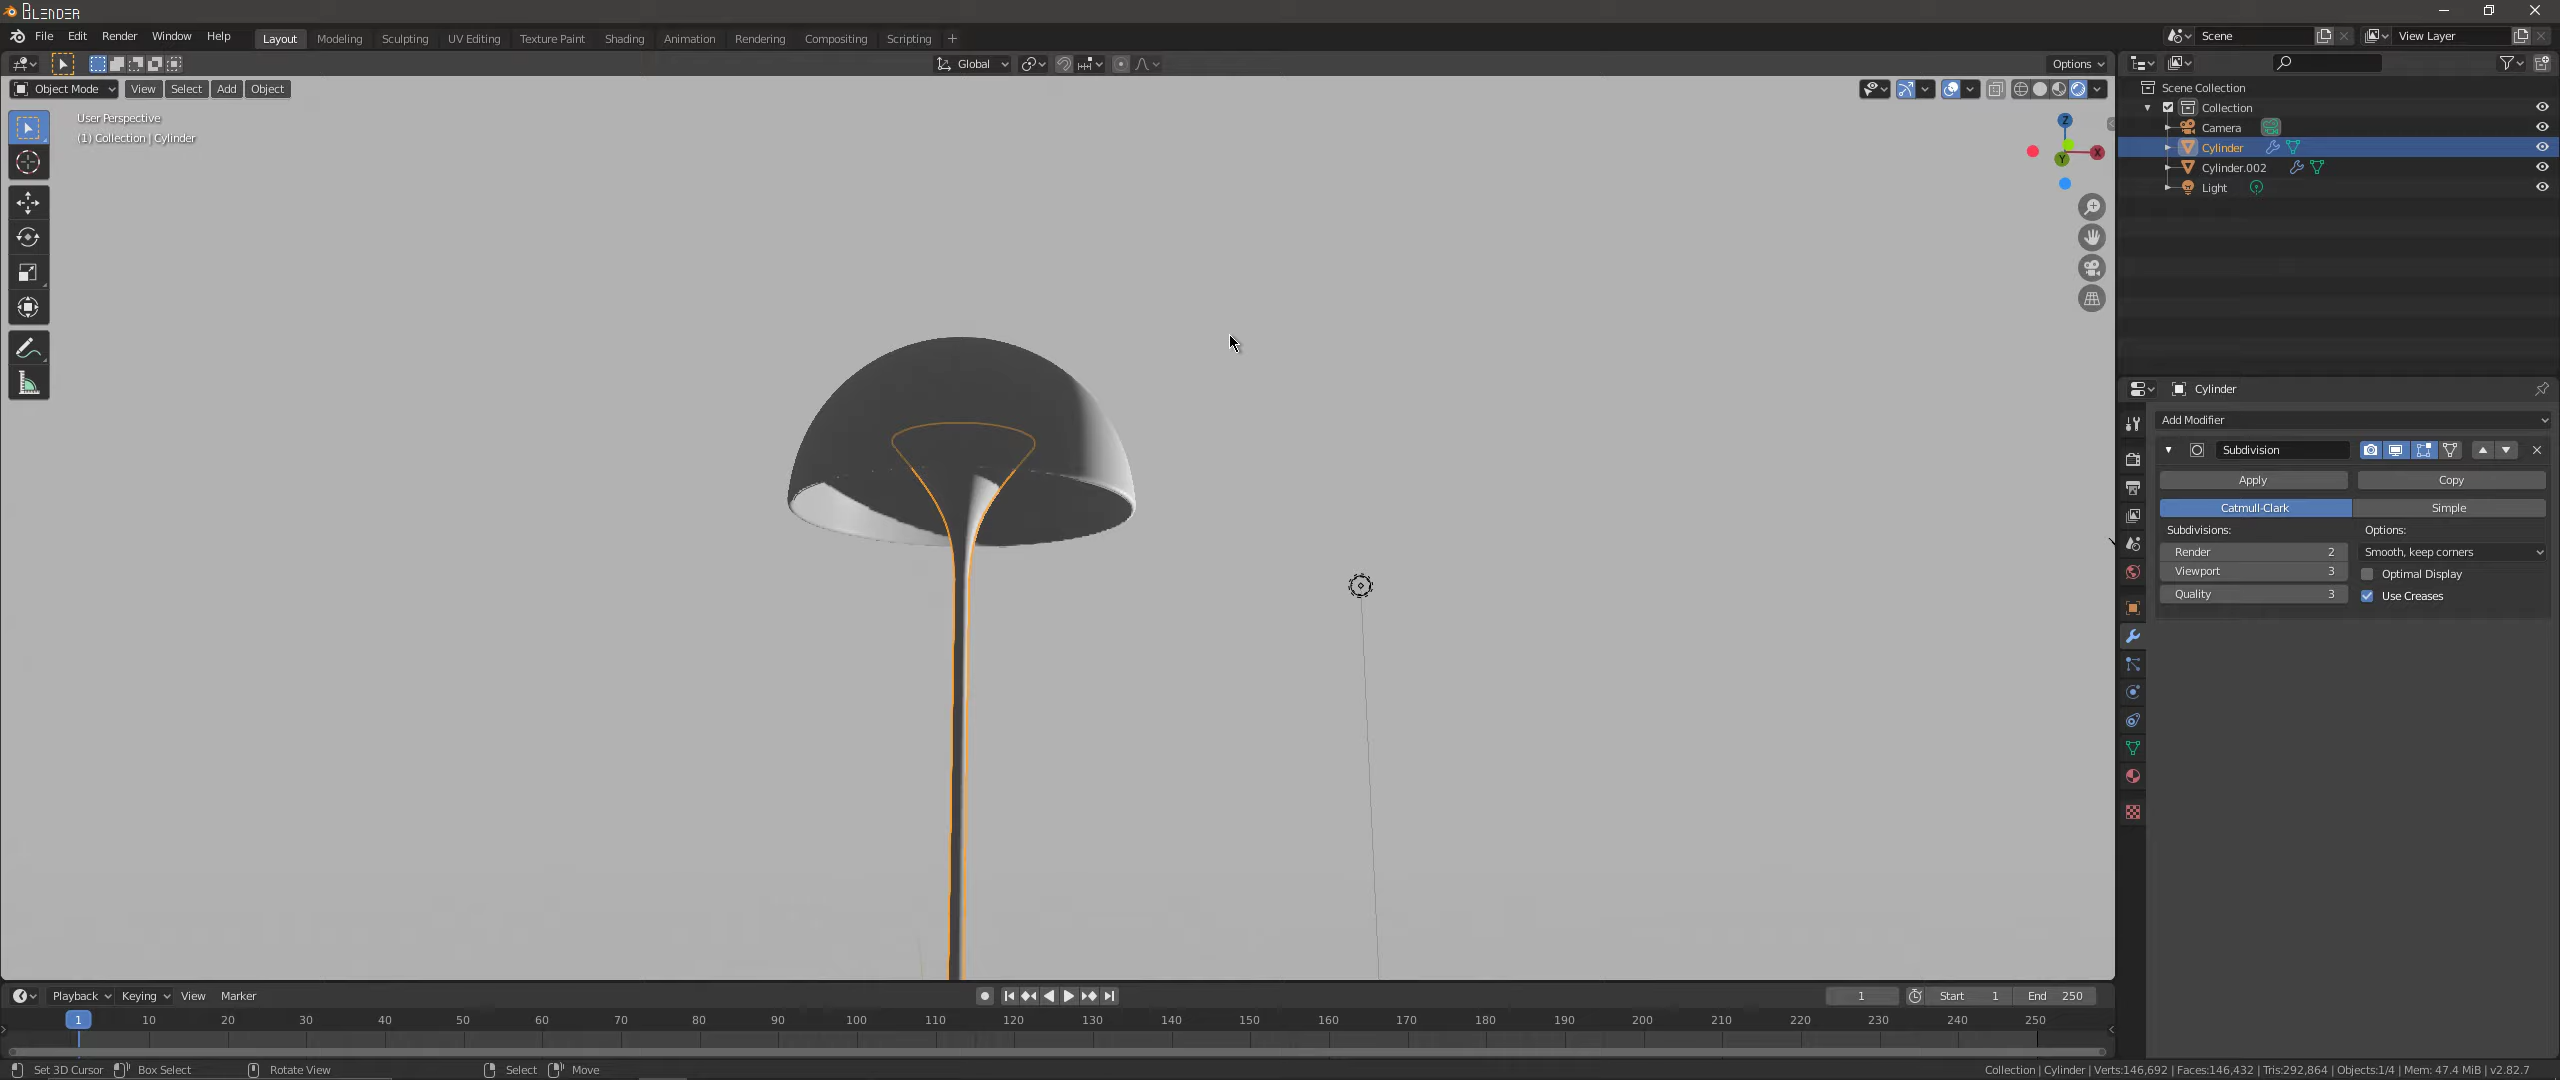 BLENDER
File Edit Render Window Help Layout Modeling Sculpting UV Editing Texture Paint Shading Animation Rendering Compositing Scripting + Scene View Layer
Global Options
Object Mode View Select Add Object
User Perspective
(1) Collection | Cylinder
Z
X
Y
Scene Collection
Collection
Camera
Cylinder
Cylinder.002
Light
Cylinder
Add Modifier
Subdivision
Apply Copy
Catmull-Clark Simple
Subdivisions: Options:
Render 2 Smooth, keep corners
Viewport 3 Optimal Display
Quality 3 Use Creases
Playback Keying View Marker 1 Start 1 End 250
1 10 20 30 40 50 60 70 80 90 100 110 120 130 140 150 160 170 180 190 200 210 220 230 240 250
Set 3D Cursor Box Select Rotate View Select Move Collection | Cylinder | Verts:146,692 | Faces:146,432 | Tris:292,864 | Objects:1/4 | Mem: 47.4 MiB | v2.82.7